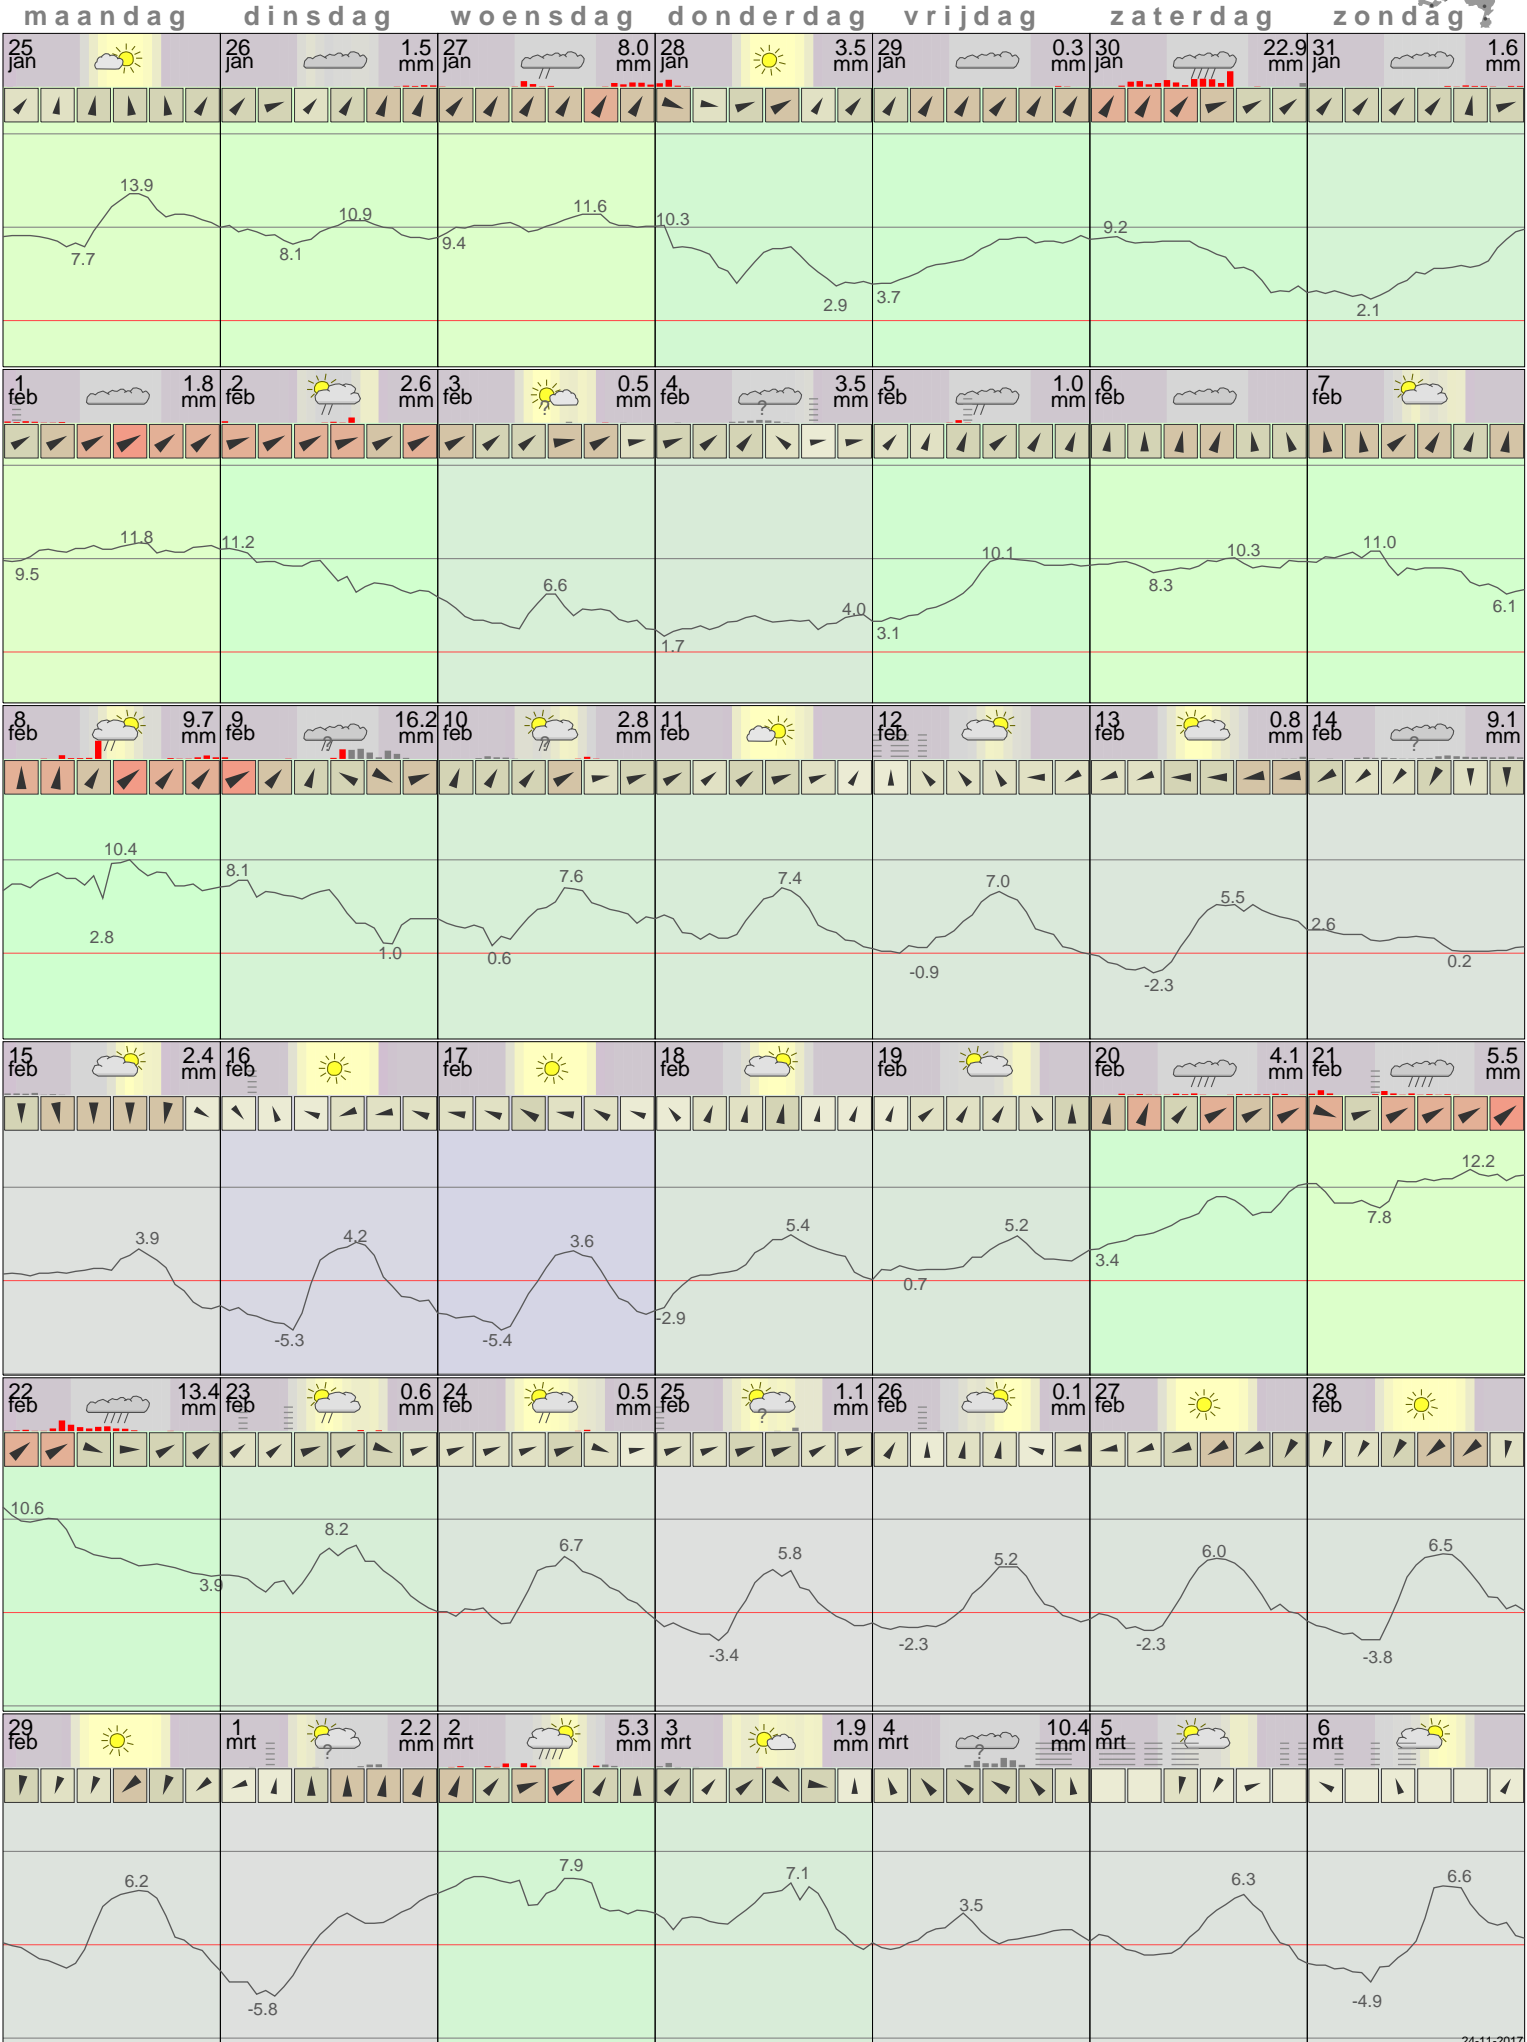 maandag dinsdag woensdag donderdag vrijdag zaterdag zondag
25 26 1.5 27 8.0 28 3.5 29 0.3 30 22.9 31 1.6
jan jan mm jan mm jan mm jan mm jan mm jan mm
13.9 10.9 11.6 10.3 9.2
7.7 8.1 9.4 2.9 3.7 2.1
1 1.8 2 2.6 3 0.5 4 3.5 5 1.0 6 7
feb mm feb mm feb mm feb mm feb mm feb feb
? ?
11.8 11.2 6.6 4.0 10.1 10.3 11.0
9.5 1.7 3.1 8.3 6.1
8 9.7 9 16.2 10 2.8 11 12 13 0.8 14 9.1
feb mm feb mm feb mm feb feb feb mm feb mm
? ? ?
10.4 8.1 7.6 7.4 7.0 5.5 2.6
2.8 1.0 0.6 -0.9 -2.3 0.2
15 2.4 16 17 18 19 20 4.1 21 5.5
feb mm feb feb feb feb feb mm feb mm
3.9 4.2 3.6 5.4 5.2 12.2
-5.3 -5.4 -2.9 0.7 3.4 7.8
22 13.4 23 0.6 24 0.5 25 1.1 26 0.1 27 28
feb mm feb mm feb mm feb mm feb mm feb feb
?
10.6 8.2 6.7 5.8 5.2 6.0 6.5
3.9 -3.4 -2.3 -2.3 -3.8
29 1 2.2 2 5.3 3 1.9 4 10.4 5 6
feb mrt mm mrt mm mrt mm mrt mm mrt mrt
? ?
6.2 7.9 7.1 3.5 6.3 6.6
-5.8 -4.9
24-11-2017